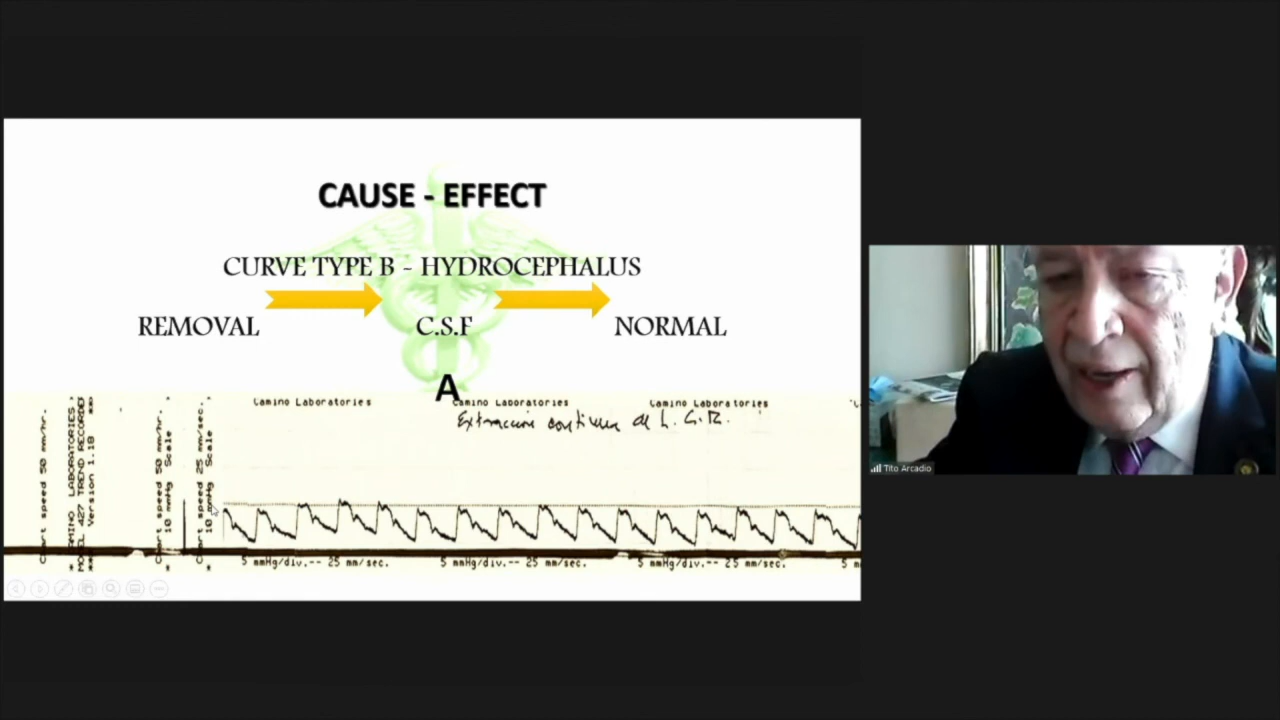 CAUSE - EFFECT
CURVE TYPE B - HYDROCEPHALUS
REMOVAL
C.S.F
NORMAL
A
Camino Laboratories
Camino Laboratories
Camino Laboratories
Extraccion continua de L.C.R.
Chart speed 50 mm/hr.
MODEL 427 TREND RECORDER
Version 1.18
Chart speed 50 mm/hr.
* 10 mmHg Scale
Chart speed 25 mm/sec.
* 10 mmHg Scale
5 mmHg/div.-- 25 mm/sec.
5 mmHg/div.-- 25 mm/sec.
5 mmHg/div.-- 25 mm/sec.
Tito Arcadio